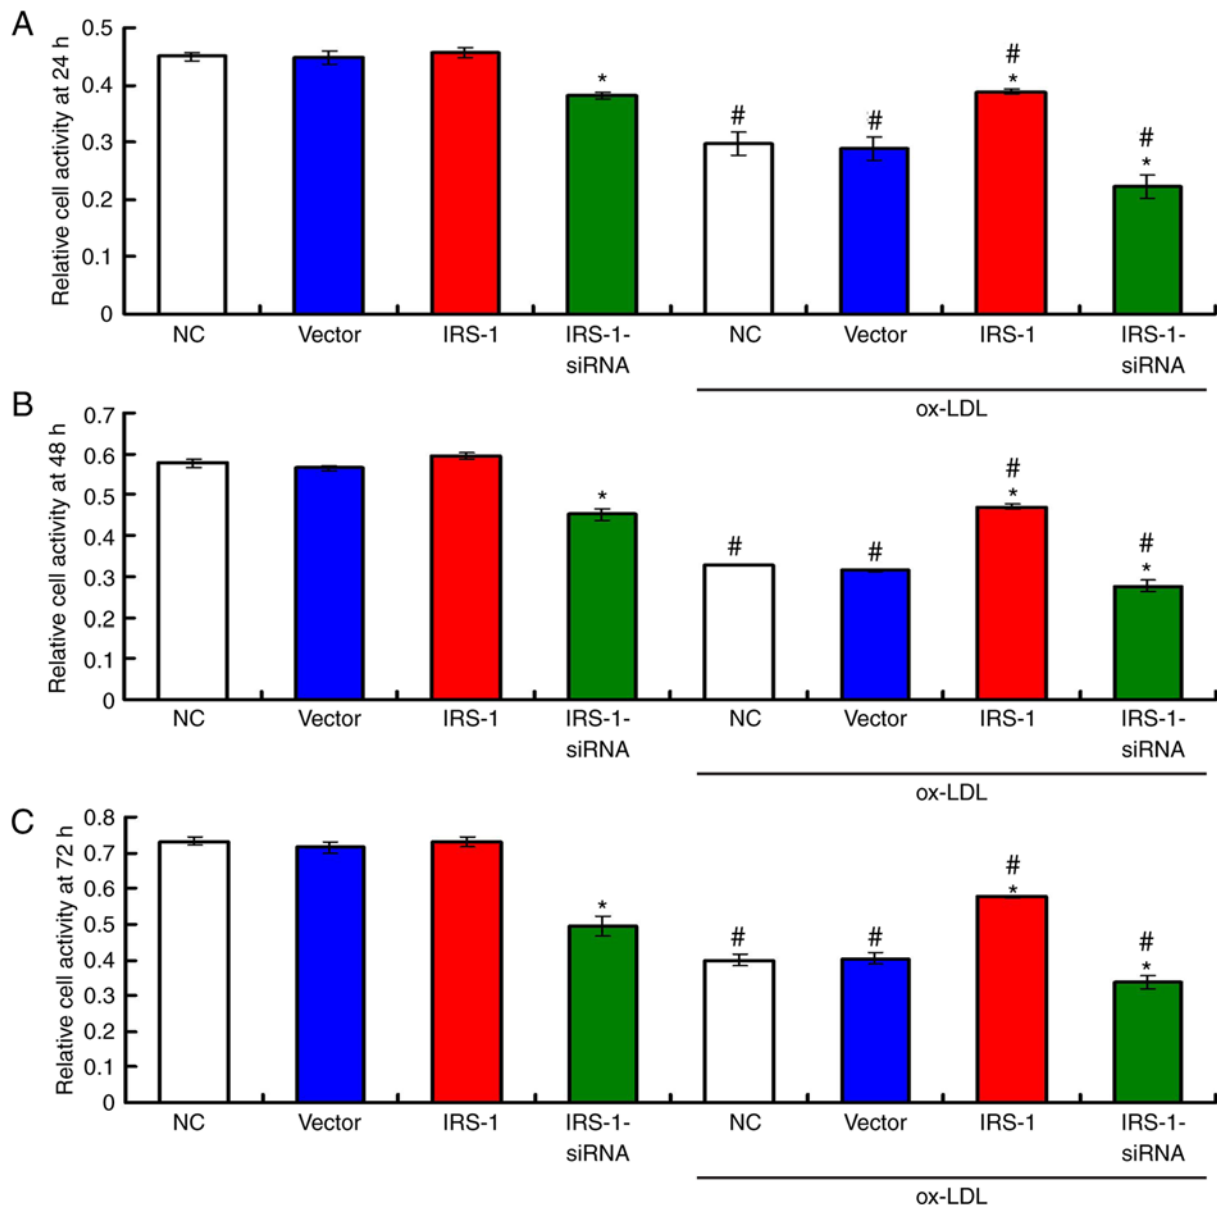 A
Relative cell activity at 24 h
0.5
0.4
0.3
0.2
0.1
0
*
#
#
#
*
#
*
NC
Vector
IRS-1
IRS-1-
siRNA
NC
Vector
IRS-1
IRS-1-
siRNA
ox-LDL
B
Relative cell activity at 48 h
0.7
0.6
0.5
0.4
0.3
0.2
0.1
0
*
#
#
#
*
#
*
NC
Vector
IRS-1
IRS-1-
siRNA
NC
Vector
IRS-1
IRS-1-
siRNA
ox-LDL
C
Relative cell activity at 72 h
0.8
0.7
0.6
0.5
0.4
0.3
0.2
0.1
0
*
#
#
#
*
#
*
NC
Vector
IRS-1
IRS-1-
siRNA
NC
Vector
IRS-1
IRS-1-
siRNA
ox-LDL